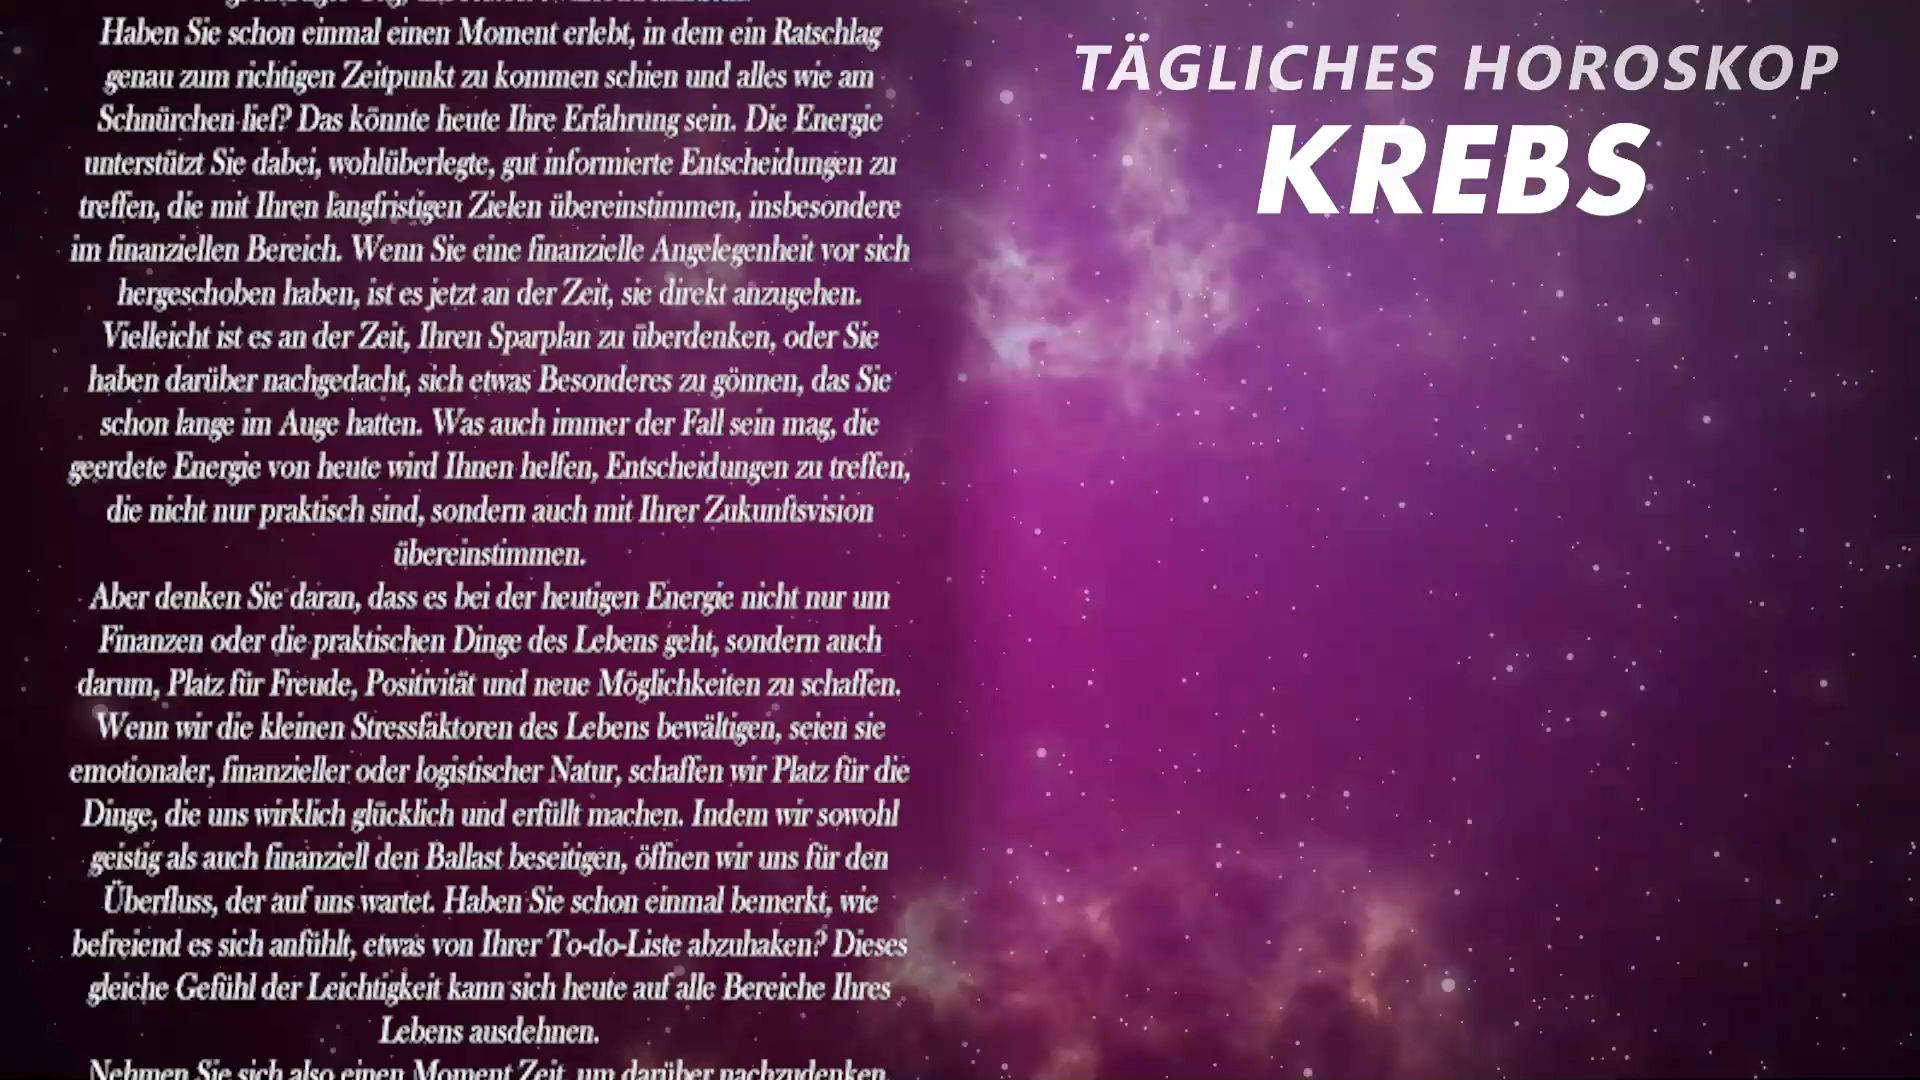 Haben Sie schon einmal einen Moment erlebt, in dem ein Ratschlag
genau zum richtigen Zeitpunkt zu kommen schien und alles wie am
Schnürchen lief? Das könnte heute Ihre Erfahrung sein. Die Energie
unterstützt Sie dabei, wohlüberlegte, gut informierte Entscheidungen zu
treffen, die mit Ihren langfristigen Zielen übereinstimmen, insbesondere
im finanziellen Bereich. Wenn Sie eine finanzielle Angelegenheit vor sich
hergeschoben haben, ist es jetzt an der Zeit, sie direkt anzugehen.
Vielleicht ist es an der Zeit, Ihren Sparplan zu überdenken, oder Sie
haben darüber nachgedacht, sich etwas Besonderes zu gönnen, das Sie
schon lange im Auge hatten. Was auch immer der Fall sein mag, die
geerdete Energie von heute wird Ihnen helfen, Entscheidungen zu treffen,
die nicht nur praktisch sind, sondern auch mit Ihrer Zukunftsvision
übereinstimmen.
Aber denken Sie daran, dass es bei der heutigen Energie nicht nur um
Finanzen oder die praktischen Dinge des Lebens geht, sondern auch
darum, Platz für Freude, Positivität und neue Möglichkeiten zu schaffen.
Wenn wir die kleinen Stressfaktoren des Lebens bewältigen, seien sie
emotionaler, finanzieller oder logistischer Natur, schaffen wir Platz für die
Dinge, die uns wirklich glücklich und erfüllt machen. Indem wir sowohl
geistig als auch finanziell den Ballast beseitigen, öffnen wir uns für den
Überfluss, der auf uns wartet. Haben Sie schon einmal bemerkt, wie
befreiend es sich anfühlt, etwas von Ihrer To-do-Liste abzuhaken? Dieses
gleiche Gefühl der Leichtigkeit kann sich heute auf alle Bereiche Ihres
Lebens ausdehnen.
Nehmen Sie sich also einen Moment Zeit, um darüber nachzudenken,
TÄGLICHES HOROSKOP
KREBS